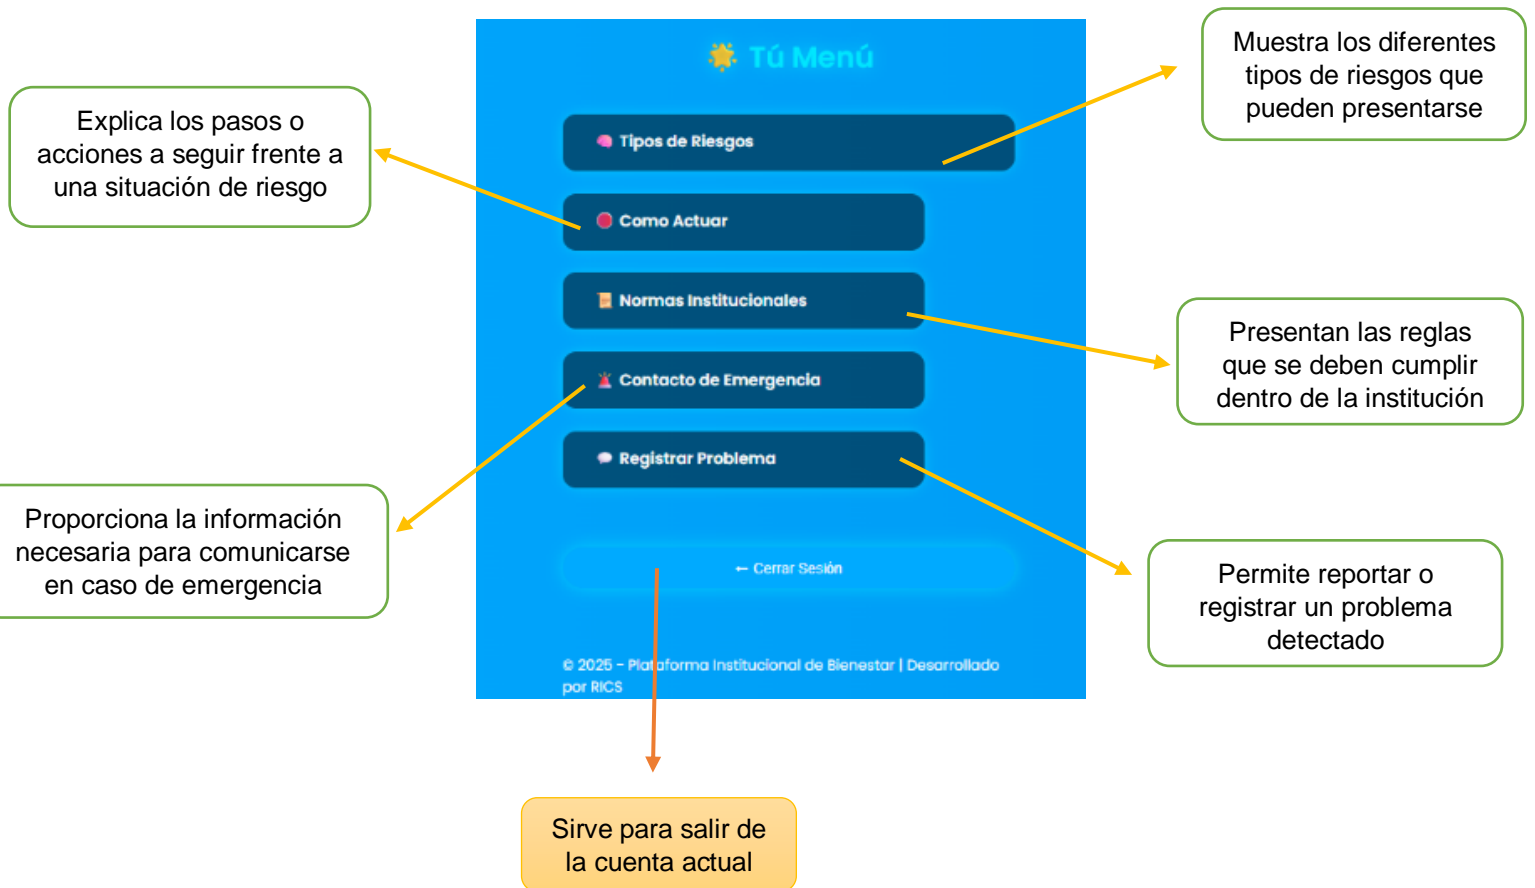 🌟 Tú Menú
🧠 Tipos de Riesgos
🛑 Como Actuar
📜 Normas Institucionales
🚨 Contacto de Emergencia
💬 Registrar Problema
← Cerrar Sesión
© 2025 - Plataforma Institucional de Bienestar | Desarrollado
por RICS
Muestra los diferentes
tipos de riesgos que
pueden presentarse
Explica los pasos o
acciones a seguir frente a
una situación de riesgo
Presentan las reglas
que se deben cumplir
dentro de la institución
Proporciona la información
necesaria para comunicarse
en caso de emergencia
Permite reportar o
registrar un problema
detectado
Sirve para salir de
la cuenta actual